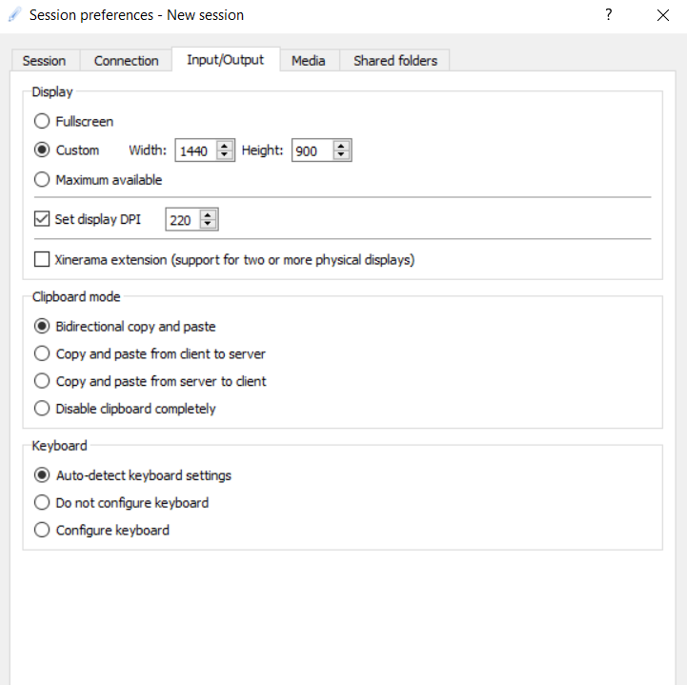 Session preferences - New session
?
Session Connection Input/Output Media Shared folders
Display
Fullscreen
Custom Width: 1440 Height: 900
Maximum available
Set display DPI 220
Xinerama extension (support for two or more physical displays)
Clipboard mode
Bidirectional copy and paste
Copy and paste from client to server
Copy and paste from server to client
Disable clipboard completely
Keyboard
Auto-detect keyboard settings
Do not configure keyboard
Configure keyboard